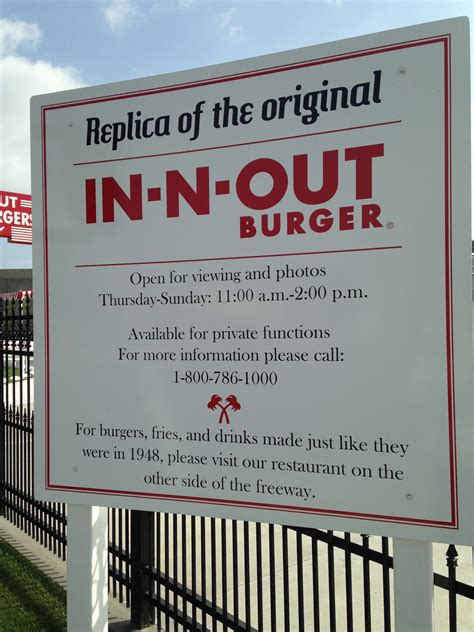 Replica of the original
IN-N-OUT
BURGER®
Open for viewing and photos
Thursday-Sunday: 11:00 a.m.-2:00 p.m.
Available for private functions
For more information please call:
1-800-786-1000
For burgers, fries, and drinks made just like they
were in 1948, please visit our restaurant on the
other side of the freeway.
UT
RGERS